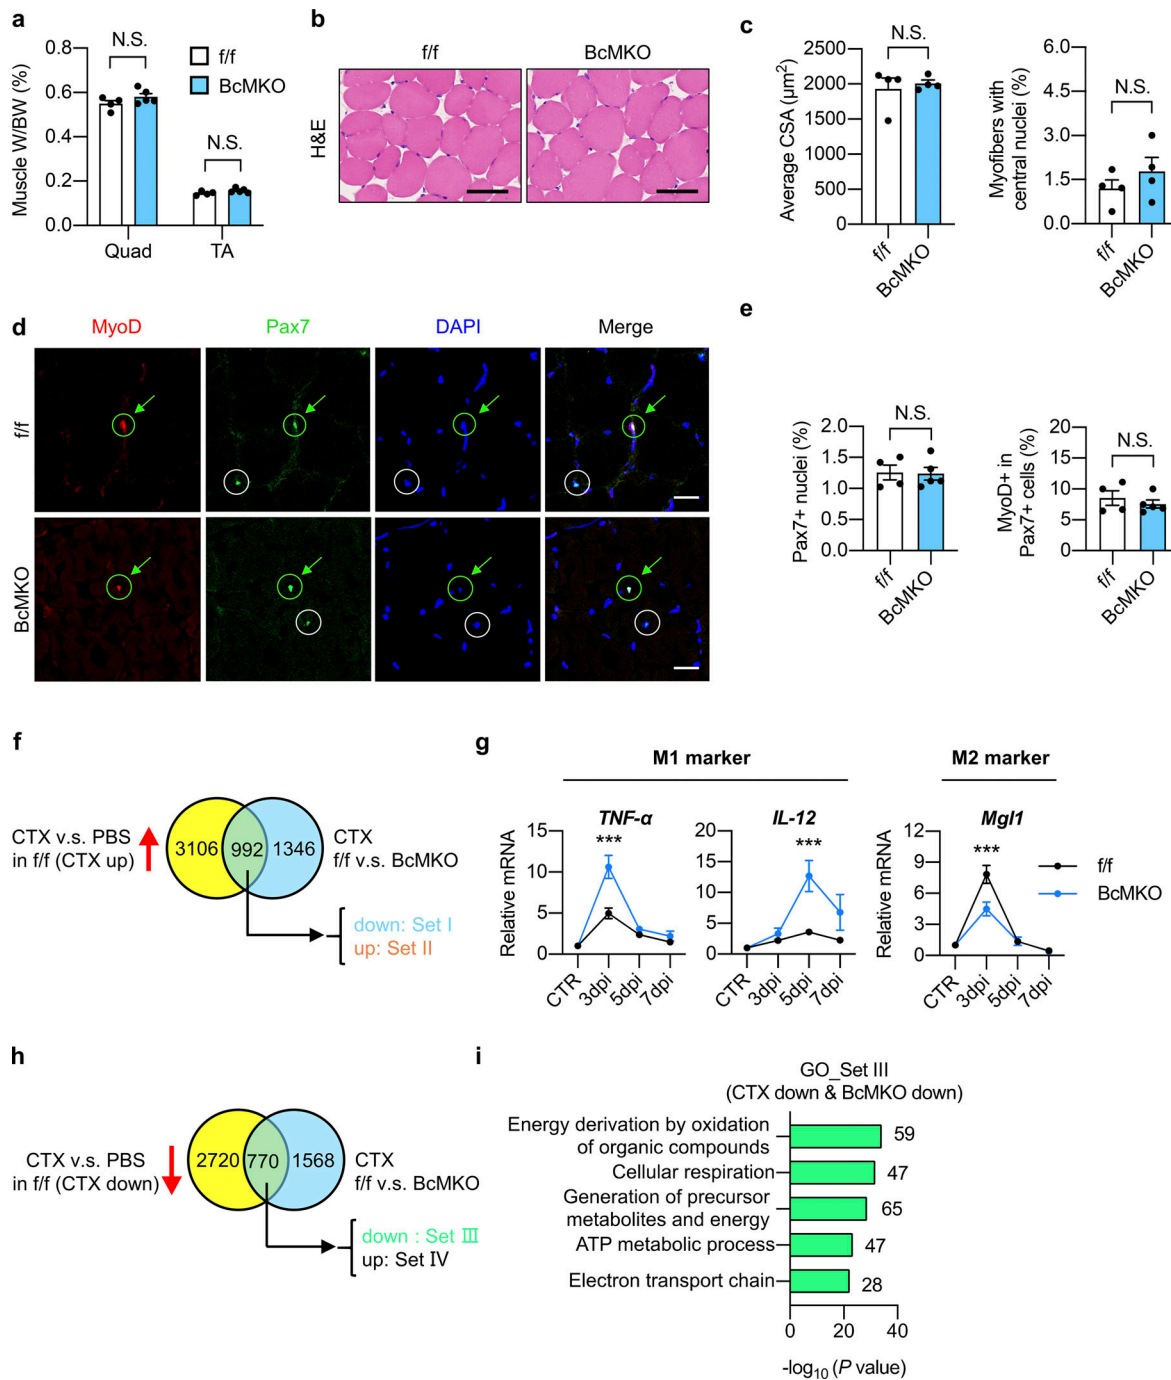 a
Muscle W/BW (%)
0.8
0.6
0.4
0.2
0.0
N.S.
N.S.
f/f
BcMKO
Quad
TA
b
f/f
BcMKO
H&E
c
Average CSA (µm²)
2500
2000
1500
1000
500
0
N.S.
f/f
BcMKO
Myofibers with
central nuclei (%)
6.0
4.5
3.0
1.5
0.0
N.S.
f/f
BcMKO
d
MyoD
Pax7
DAPI
Merge
f/f
BcMKO
e
Pax7+ nuclei (%)
2.0
1.5
1.0
0.5
0.0
N.S.
f/f
BcMKO
MyoD+ in
Pax7+ cells (%)
20
15
10
5
0
N.S.
f/f
BcMKO
f
CTX v.s. PBS
in f/f (CTX up)
3106
992
1346
CTX
f/f v.s. BcMKO
down: Set I
up: Set II
g
M1 marker
M2 marker
TNF-α
Relative mRNA
15
10
5
0
***
CTR
3dpi
5dpi
7dpi
IL-12
20
15
10
5
0
***
CTR
3dpi
5dpi
7dpi
Mgl1
Relative mRNA
12
9
6
3
0
***
CTR
3dpi
5dpi
7dpi
f/f
BcMKO
h
CTX v.s. PBS
in f/f (CTX down)
2720
770
1568
CTX
f/f v.s. BcMKO
down : Set Ⅲ
up: Set Ⅳ
i
GO_Set III
(CTX down & BcMKO down)
Energy derivation by oxidation
of organic compounds
59
Cellular respiration
47
Generation of precursor
metabolites and energy
65
ATP metabolic process
47
Electron transport chain
28
0
20
40
-log₁₀ (P value)